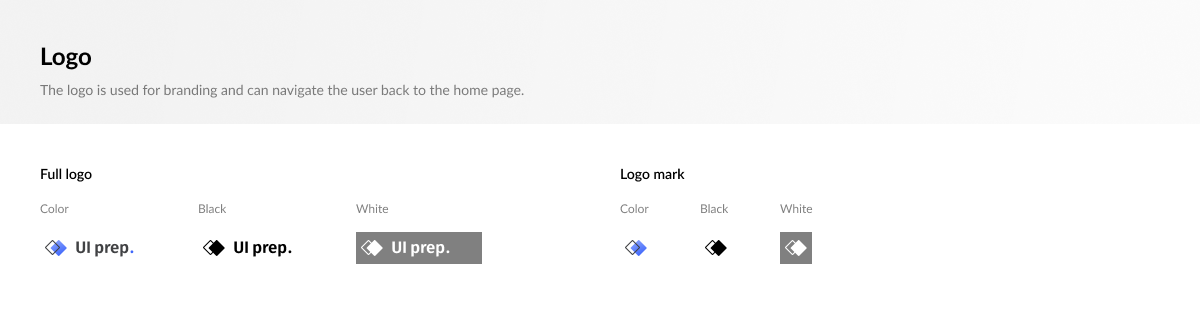 Logo
The logo is used for branding and can navigate the user back to the home page.
Full logo
Color
Black
White
UI prep.
UI prep.
UI prep.
Logo mark
Color
Black
White